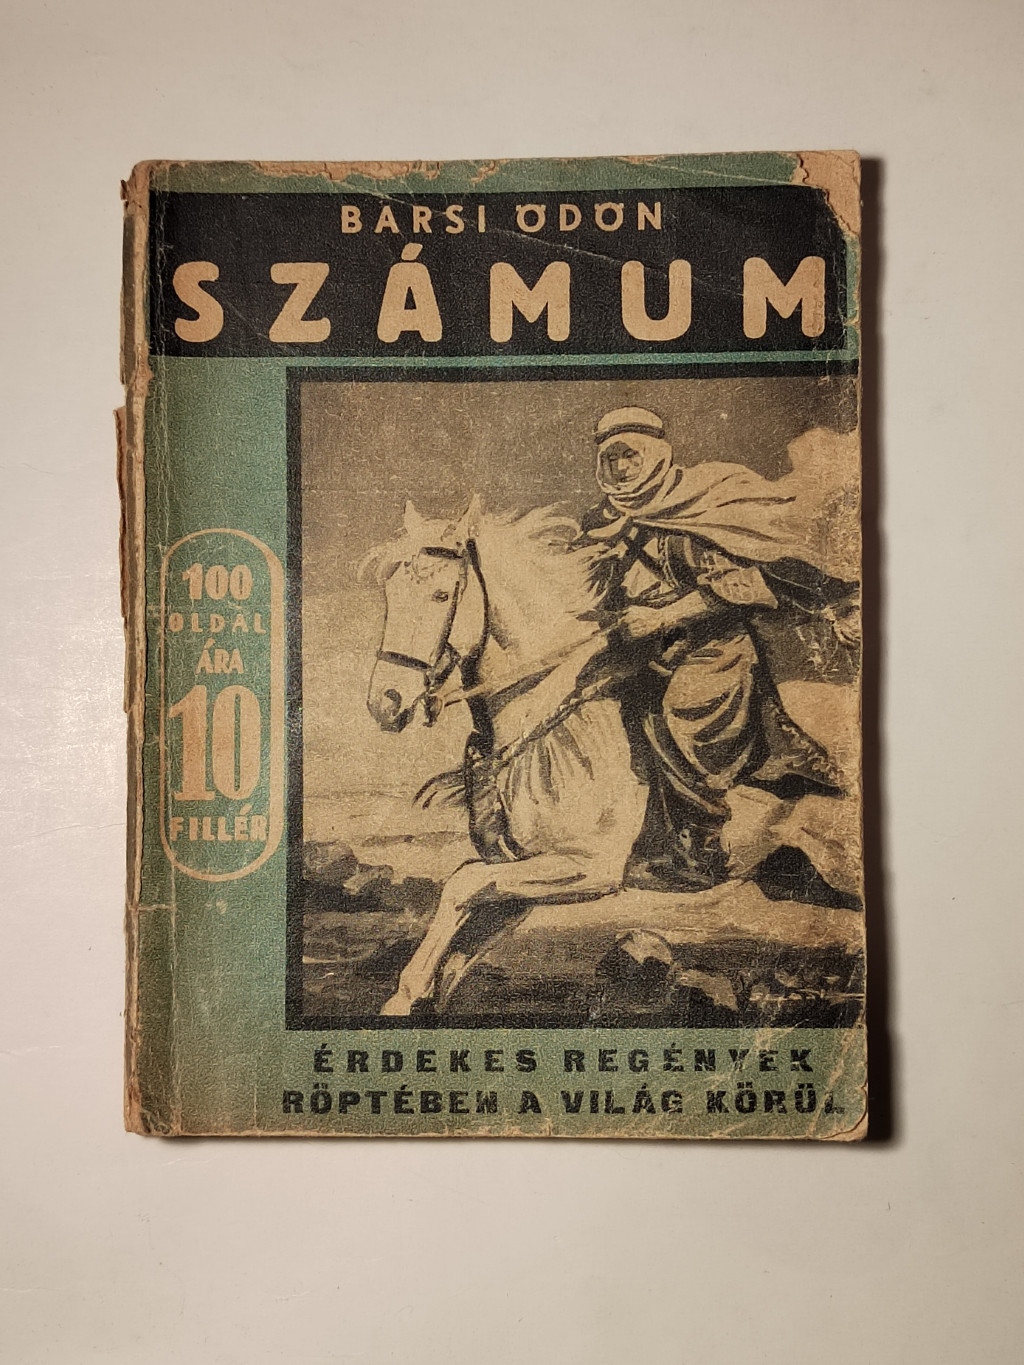 BARSI ÖDÖN
SZÁMUM
100
OLDAL
ÁRA
10
FILLÉR
ÉRDEKES REGÉNYEK
RÖPTÉBEN A VILÁG KÖRÜL